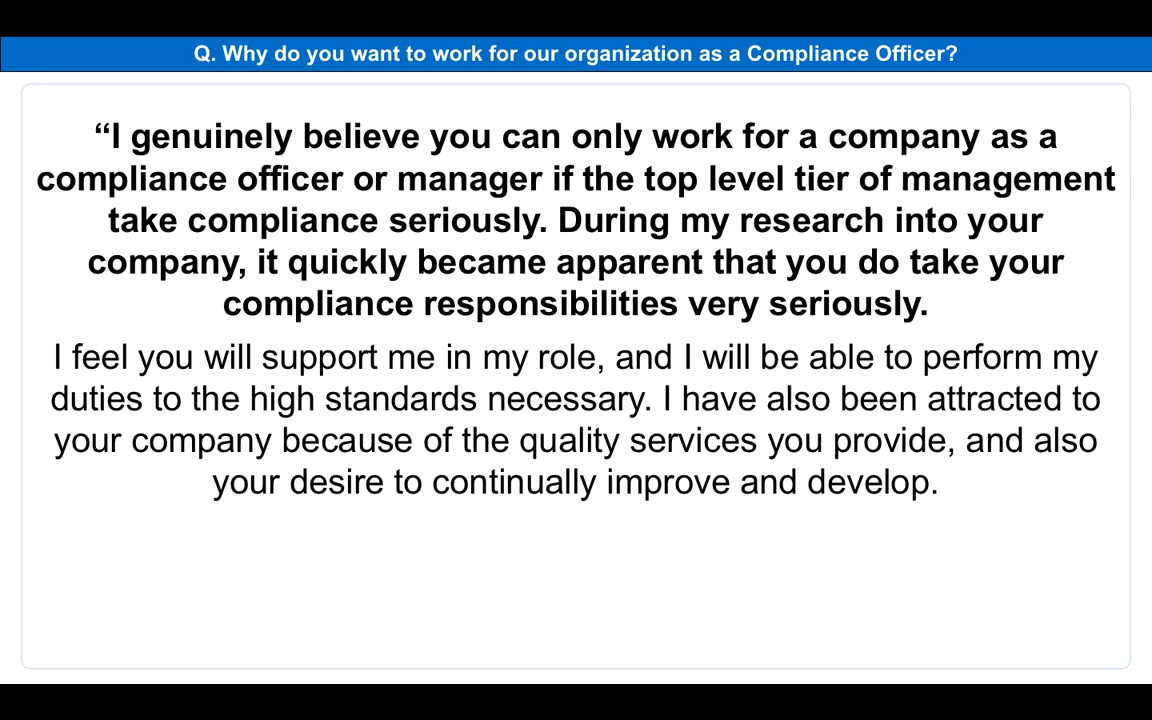 Q. Why do you want to work for our organization as a Compliance Officer?
“I genuinely believe you can only work for a company as a
compliance officer or manager if the top level tier of management
take compliance seriously. During my research into your
company, it quickly became apparent that you do take your
compliance responsibilities very seriously.
I feel you will support me in my role, and I will be able to perform my
duties to the high standards necessary. I have also been attracted to
your company because of the quality services you provide, and also
your desire to continually improve and develop.